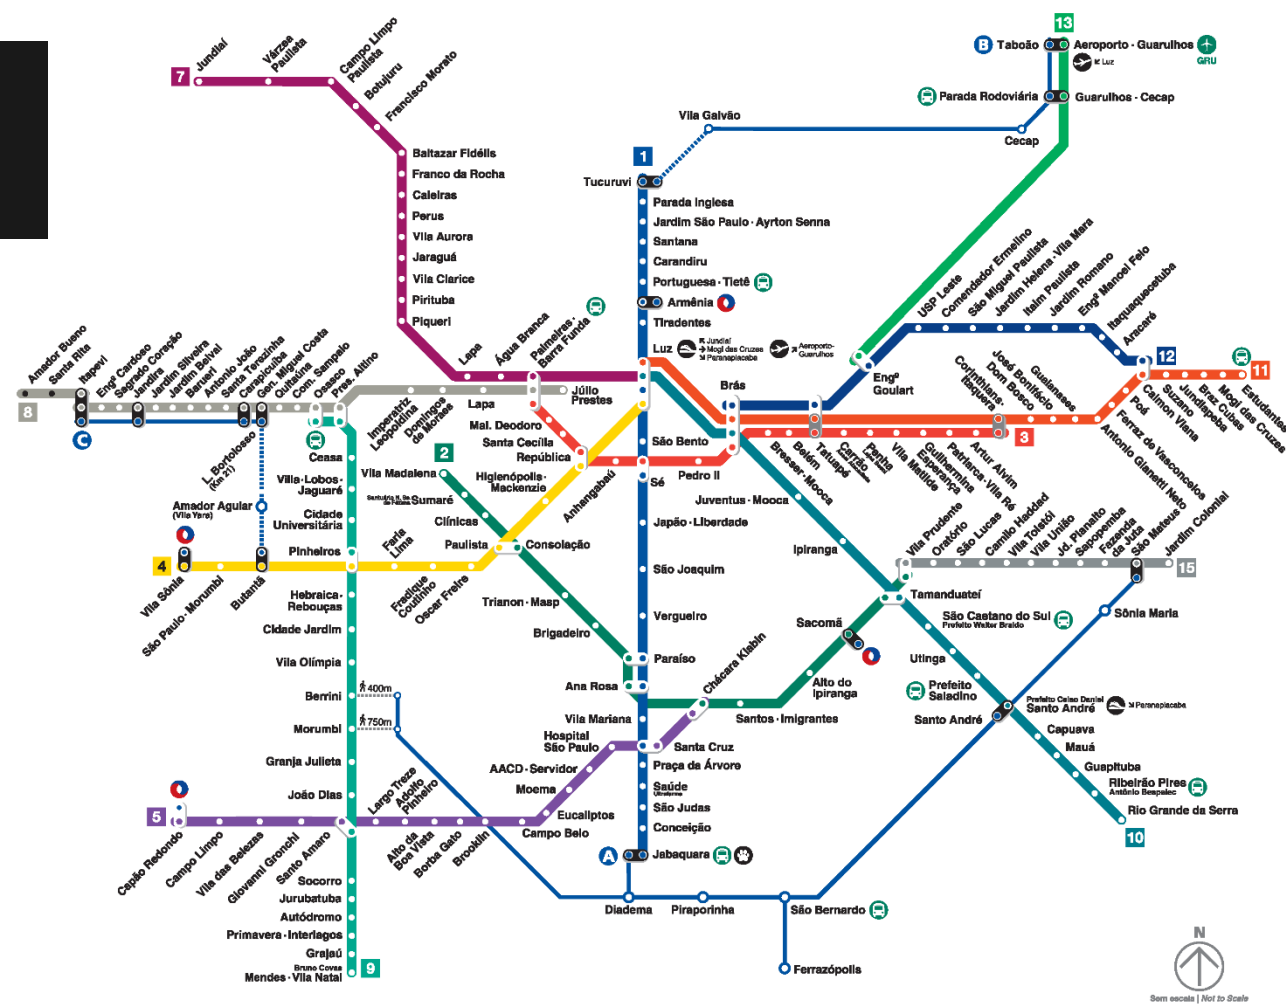 13
B
Taboão
Aeroporto - Guarulhos
GRU
Luz
Parada Rodoviária
Guarulhos - Cecap
Vila Galvão
Cecap
7
Jundiaí
Várzea
Paulista
Campo Limpo
Paulista
Botujuru
Francisco Morato
Baltazar Fidélis
Franco da Rocha
Caieiras
Perus
Vila Aurora
Jaraguá
Vila Clarice
Pirituba
Piqueri
Lapa
Água Branca
Palmeiras -
Barra Funda
1
Tucuruvi
Parada Inglesa
Jardim São Paulo - Ayrton Senna
Santana
Carandiru
Portuguesa - Tietê
Armênia
Tiradentes
Luz
Jundiaí
Mogi das Cruzes
Paranapiacaba
Aeroporto-
Guarulhos
USP Leste
Comendador Ermelino
São Miguel Paulista
Jardim Helena - Vila Mara
Itaim Paulista
Jardim Romano
Engº Manoel Feio
Itaquaquecetuba
Aracaré
12
11
Engº
Goulart
Brás
Calmon Viana
Suzano
Jundiapeba
Braz Cubas
Mogi das Cruzes
Estudantes
Poá
Ferraz de Vasconcelos
Antonio Gianetti Neto
Guaianases
José Bonifácio
Dom Bosco
Corinthians-
Itaquera
3
Amador Bueno
Santa Rita
Itapevi
Engº Cardoso
Sagrado Coração
Jandira
Jardim Silveira
Jardim Belval
Barueri
Antonio João
Santa Terezinha
Carapicuíba
Gen. Miguel Costa
Quitaúna
Com. Sampaio
Osasco
Pres. Altino
8
C
Imperatriz
Leopoldina
Domingos
de Moraes
Lapa
Júlio
Prestes
Mal. Deodoro
Santa Cecília
República
Higienópolis -
Mackenzie
Anhangabaú
São Bento
Sé
Pedro II
Bresser - Mooca
Belém
Tatuapé
Carrão
Penha
Vila Matilde
Guilhermina
Esperança
Patriarca - Vila Ré
Artur Alvim
L. Bortolosso
(Km 21)
Amador Aguiar
(Vila Yara)
4
Vila Sônia
São Paulo - Morumbi
Butantã
Ceasa
Villa-Lobos -
Jaguaré
Cidade
Universitária
Pinheiros
Faria
Lima
Fradique
Coutinho
Oscar Freire
Paulista
Consolação
2
Vila Madalena
Sumaré
Clínicas
Trianon - Masp
Brigadeiro
Paraíso
Ana Rosa
Japão - Liberdade
São Joaquim
Vergueiro
Vila Mariana
Santa Cruz
Praça da Árvore
Saúde
Ultrafarma
São Judas
Conceição
A
Jabaquara
Chácara Klabin
Santos - Imigrantes
Alto do
Ipiranga
Sacomã
Tamanduateí
Vila Prudente
Oratório
São Lucas
Camilo Haddad
Vila Tolstói
Vila União
Jd. Planalto
Sapopemba
Fazenda
da Juta
São Mateus
Jardim Colonial
15
Juventus - Mooca
Ipiranga
São Caetano do Sul
Prefeito Walter Braido
Utinga
Prefeito
Saladino
Prefeito Celso Daniel
Santo André
Paranapiacaba
Santo André
Sônia Maria
Capuava
Mauá
Guapituba
Ribeirão Pires
Antônio Bespalec
Rio Grande da Serra
10
Hebraica -
Rebouças
Cidade Jardim
Vila Olímpia
Berrini
400m
Morumbi
750m
Granja Julieta
João Dias
5
Capão Redondo
Campo Limpo
Vila das Belezas
Giovanni Gronchi
Santo Amaro
Largo Treze
Adolfo
Pinheiro
Alto da
Boa Vista
Borba Gato
Brooklin
Campo Belo
Eucaliptos
Moema
AACD - Servidor
Hospital
São Paulo
Socorro
Jurubatuba
Autódromo
Primavera - Interlagos
Grajaú
Bruno Covas
Mendes - Vila Natal
9
Diadema
Piraporinha
São Bernardo
Ferrazópolis
N
Sem escala | Not to Scale